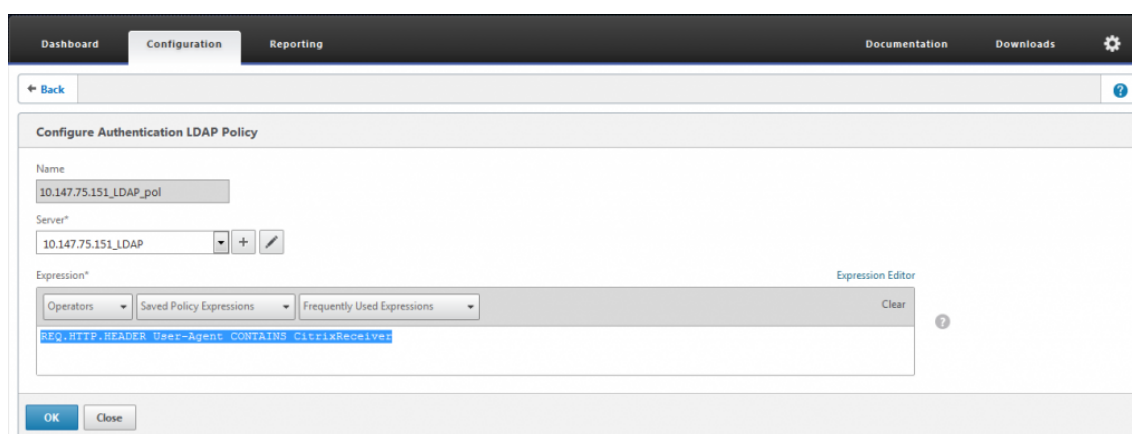 Dashboard Configuration Reporting Documentation Downloads
Back
Configure Authentication LDAP Policy
Name
10.147.75.151_LDAP_pol
Server*
10.147.75.151_LDAP
Expression* Expression Editor
Operators Saved Policy Expressions Frequently Used Expressions Clear
REQ.HTTP.HEADER User-Agent CONTAINS CitrixReceiver
OK Close